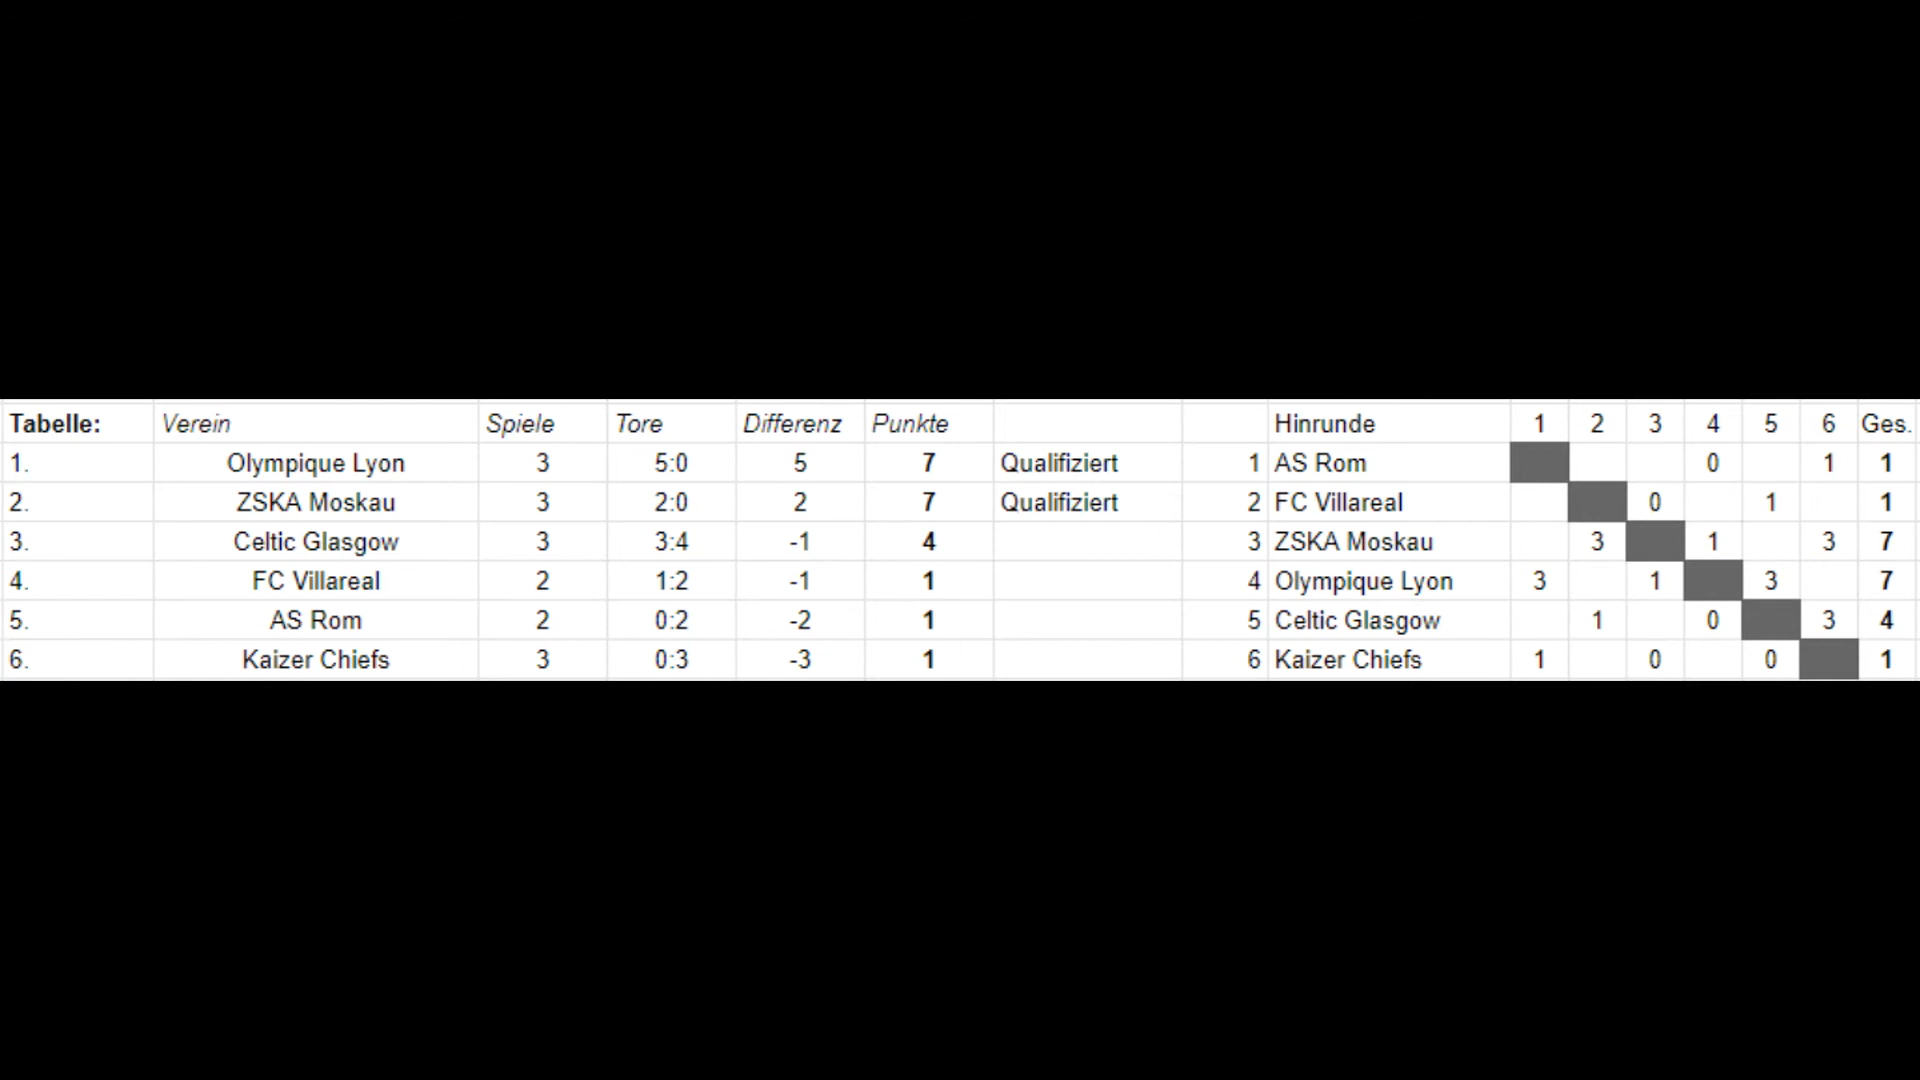 Tabelle: Verein Spiele Tore Differenz Punkte Hinrunde 1 2 3 4 5 6 Ges.
1. Olympique Lyon 3 5:0 5 7 Qualifiziert 1 AS Rom 0 1 1
2. ZSKA Moskau 3 2:0 2 7 Qualifiziert 2 FC Villareal 0 1 1
3. Celtic Glasgow 3 3:4 -1 4 3 ZSKA Moskau 3 1 3 7
4. FC Villareal 2 1:2 -1 1 4 Olympique Lyon 3 1 3 7
5. AS Rom 2 0:2 -2 1 5 Celtic Glasgow 1 0 3 4
6. Kaizer Chiefs 3 0:3 -3 1 6 Kaizer Chiefs 1 0 0 1